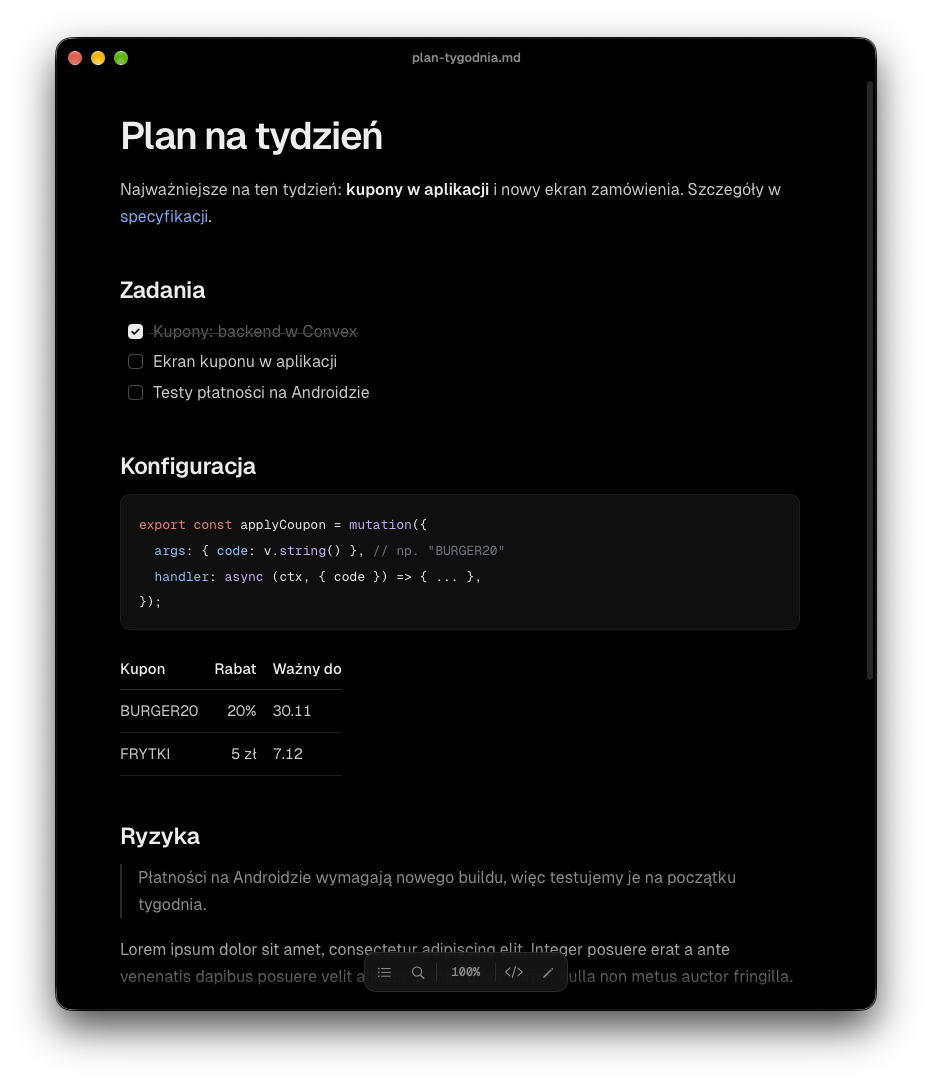 plan-tygodnia.md
Plan na tydzień
Najważniejsze na ten tydzień: kupony w aplikacji i nowy ekran zamówienia. Szczegóły w
specyfikacji.
Zadania
Kupony: backend w Convex
Ekran kuponu w aplikacji
Testy płatności na Androidzie
Konfiguracja
export const applyCoupon = mutation({
  args: { code: v.string() }, // np. "BURGER20"
  handler: async (ctx, { code }) => { ... },
});
Kupon Rabat Ważny do
BURGER20 20% 30.11
FRYTKI 5 zł 7.12
Ryzyka
Płatności na Androidzie wymagają nowego buildu, więc testujemy je na początku
tygodnia.
Lorem ipsum dolor sit amet, consectetur adipiscing elit. Integer posuere erat a ante
venenatis dapibus posuere velit non metus auctor fringilla.
100%